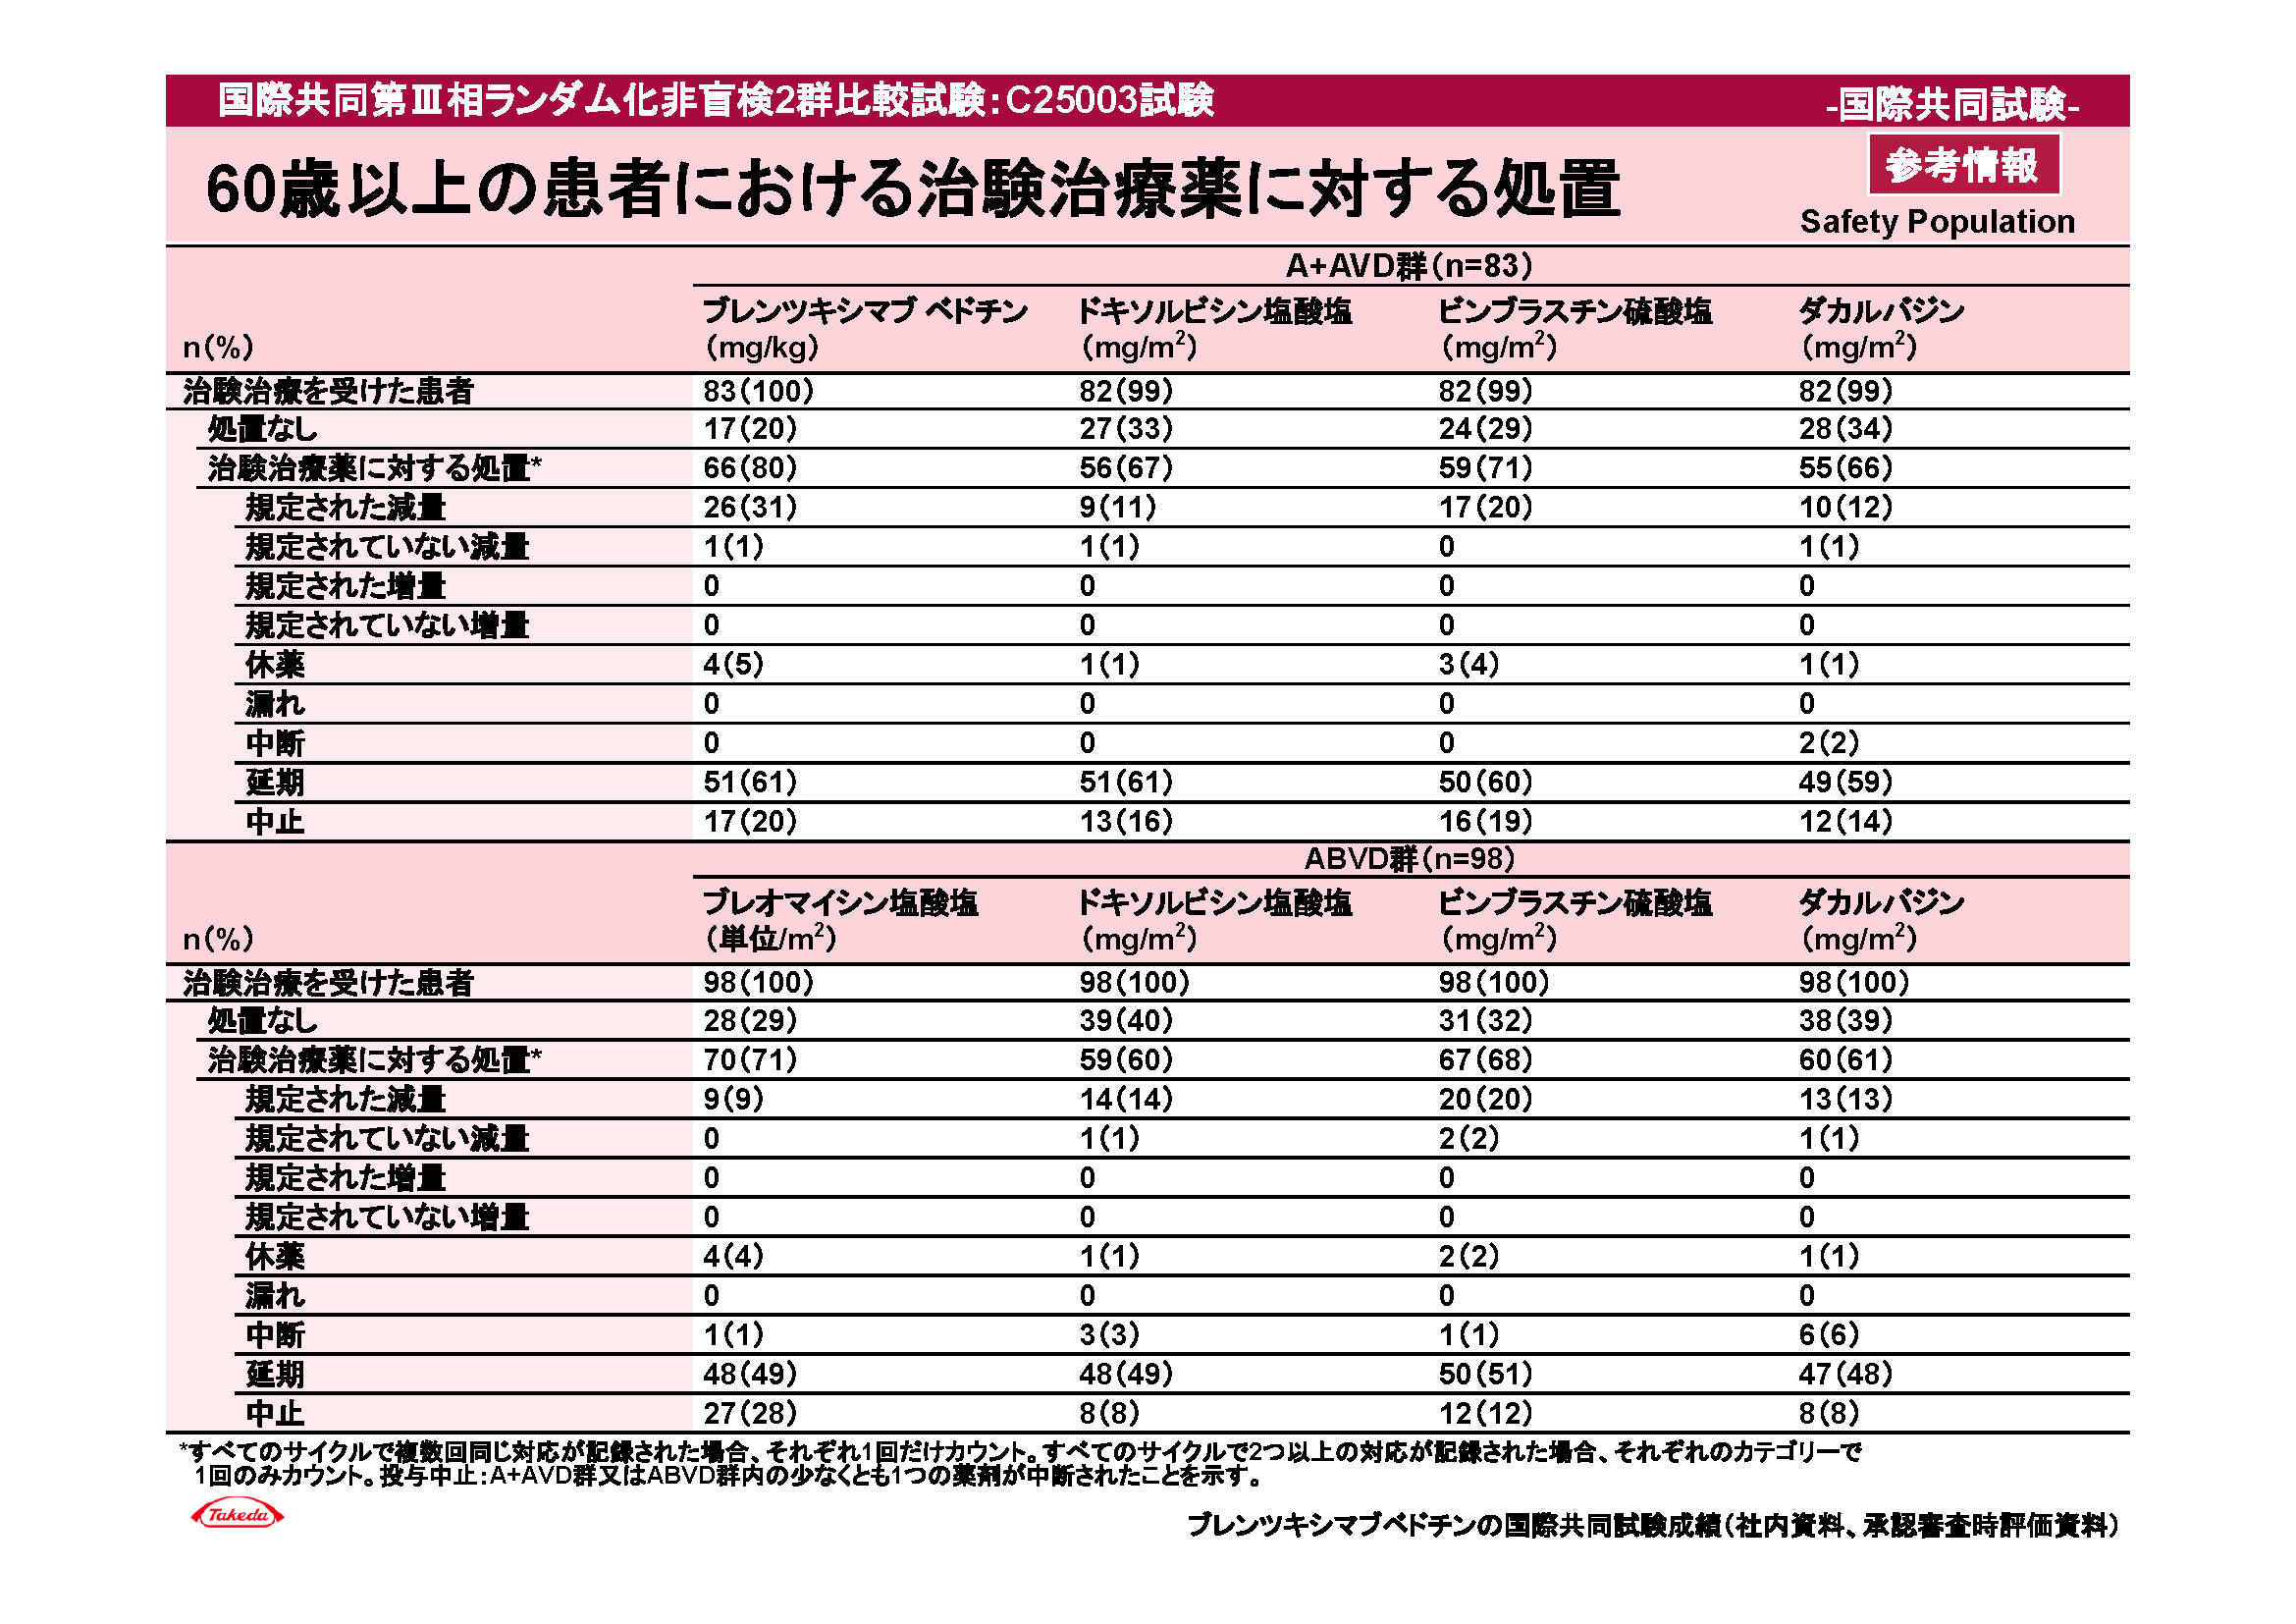 国際共同第Ⅲ相ランダム化非盲検2群比較試験：C25003試験
-国際共同試験-
60歳以上の患者における治験治療薬に対する処置
参考情報
Safety Population
A+AVD群（n=83）
n（%） ブレンツキシマブ ベドチン（mg/kg） ドキソルビシン塩酸塩（mg/m²） ビンブラスチン硫酸塩（mg/m²） ダカルバジン（mg/m²）
治験治療を受けた患者 83（100） 82（99） 82（99） 82（99）
処置なし 17（20） 27（33） 24（29） 28（34）
治験治療薬に対する処置* 66（80） 56（67） 59（71） 55（66）
規定された減量 26（31） 9（11） 17（20） 10（12）
規定されていない減量 1（1） 1（1） 0 1（1）
規定された増量 0 0 0 0
規定されていない増量 0 0 0 0
休薬 4（5） 1（1） 3（4） 1（1）
漏れ 0 0 0 0
中断 0 0 0 2（2）
延期 51（61） 51（61） 50（60） 49（59）
中止 17（20） 13（16） 16（19） 12（14）
ABVD群（n=98）
n（%） ブレオマイシン塩酸塩（単位/m²） ドキソルビシン塩酸塩（mg/m²） ビンブラスチン硫酸塩（mg/m²） ダカルバジン（mg/m²）
治験治療を受けた患者 98（100） 98（100） 98（100） 98（100）
処置なし 28（29） 39（40） 31（32） 38（39）
治験治療薬に対する処置* 70（71） 59（60） 67（68） 60（61）
規定された減量 9（9） 14（14） 20（20） 13（13）
規定されていない減量 0 1（1） 2（2） 1（1）
規定された増量 0 0 0 0
規定されていない増量 0 0 0 0
休薬 4（4） 1（1） 2（2） 1（1）
漏れ 0 0 0 0
中断 1（1） 3（3） 1（1） 6（6）
延期 48（49） 48（49） 50（51） 47（48）
中止 27（28） 8（8） 12（12） 8（8）
*すべてのサイクルで複数回同じ対応が記録された場合、それぞれ1回だけカウント。すべてのサイクルで2つ以上の対応が記録された場合、それぞれのカテゴリーで
1回のみカウント。投与中止：A+AVD群又はABVD群内の少なくとも1つの薬剤が中断されたことを示す。
Takeda
ブレンツキシマブベドチンの国際共同試験成績（社内資料、承認審査時評価資料）